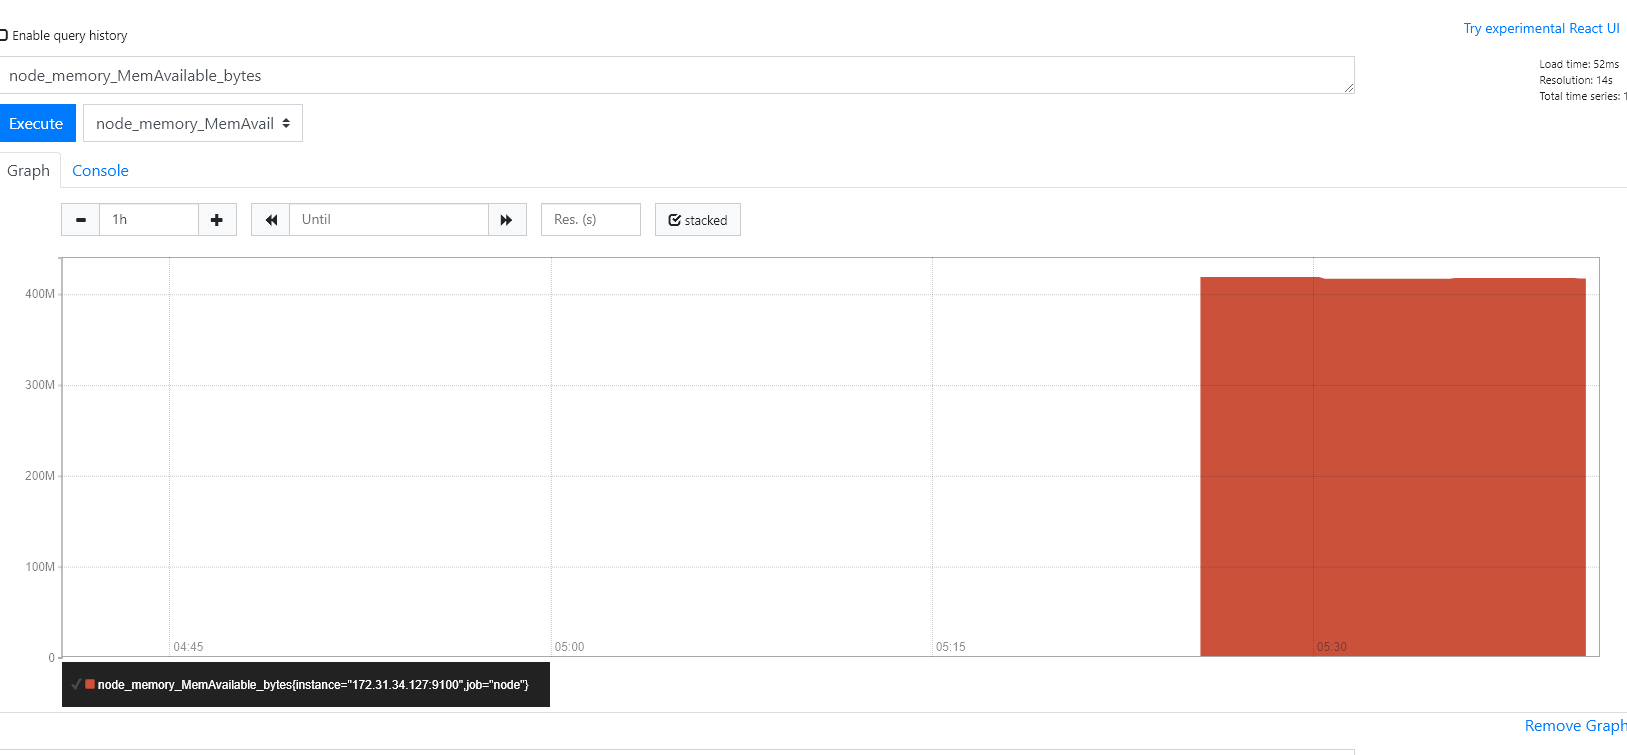 Enable query history
Try experimental React UI
node_memory_MemAvailable_bytes
Load time: 52ms
Resolution: 14s
Total time series: 1
Execute
node_memory_MemAvail
Graph
Console
1h
Until
Res. (s)
stacked
400M
300M
200M
100M
0
04:45
05:00
05:15
05:30
node_memory_MemAvailable_bytes{instance="172.31.34.127:9100",job="node"}
Remove Graph